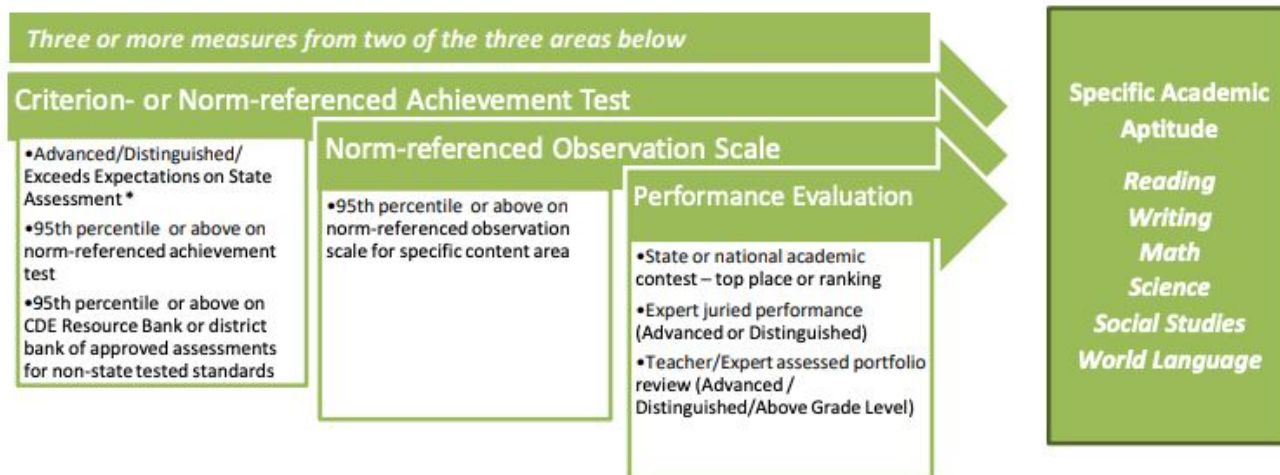 Three or more measures from two of the three areas below
Criterion- or Norm-referenced Achievement Test
•Advanced/Distinguished/
Exceeds Expectations on State
Assessment*
•95th percentile or above on
norm-referenced achievement
test
•95th percentile or above on
CDE Resource Bank or district
bank of approved assessments
for non-state tested standards
Norm-referenced Observation Scale
•95th percentile or above on
norm-referenced observation
scale for specific content area
Performance Evaluation
•State or national academic
contest – top place or ranking
•Expert juried performance
(Advanced or Distinguished)
•Teacher/Expert assessed portfolio
review (Advanced /
Distinguished/Above Grade Level)
Specific Academic
Aptitude
Reading
Writing
Math
Science
Social Studies
World Language